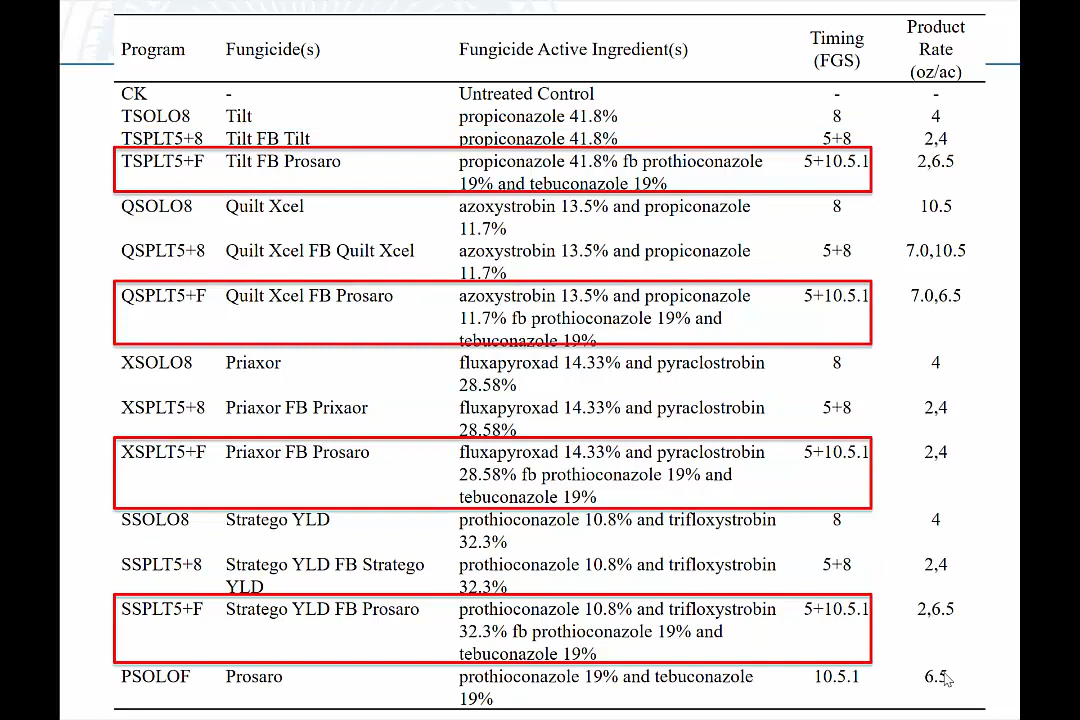 Program Fungicide(s) Fungicide Active Ingredient(s) Timing (FGS) Product Rate (oz/ac)
CK - Untreated Control - -
TSOLO8 Tilt propiconazole 41.8% 8 4
TSPLT5+8 Tilt FB Tilt propiconazole 41.8% 5+8 2,4
TSPLT5+F Tilt FB Prosaro propiconazole 41.8% fb prothioconazole 5+10.5.1 2,6.5
19% and tebuconazole 19%
QSOLO8 Quilt Xcel azoxystrobin 13.5% and propiconazole 8 10.5
11.7%
QSPLT5+8 Quilt Xcel FB Quilt Xcel azoxystrobin 13.5% and propiconazole 5+8 7.0,10.5
11.7%
QSPLT5+F Quilt Xcel FB Prosaro azoxystrobin 13.5% and propiconazole 5+10.5.1 7.0,6.5
11.7% fb prothioconazole 19% and
tebuconazole 19%
XSOLO8 Priaxor fluxapyroxad 14.33% and pyraclostrobin 8 4
28.58%
XSPLT5+8 Priaxor FB Prixaor fluxapyroxad 14.33% and pyraclostrobin 5+8 2,4
28.58%
XSPLT5+F Priaxor FB Prosaro fluxapyroxad 14.33% and pyraclostrobin 5+10.5.1 2,4
28.58% fb prothioconazole 19% and
tebuconazole 19%
SSOLO8 Stratego YLD prothioconazole 10.8% and trifloxystrobin 8 4
32.3%
SSPLT5+8 Stratego YLD FB Stratego prothioconazole 10.8% and trifloxystrobin 5+8 2,4
YLD 32.3%
SSPLT5+F Stratego YLD FB Prosaro prothioconazole 10.8% and trifloxystrobin 5+10.5.1 2,6.5
32.3% fb prothioconazole 19% and
tebuconazole 19%
PSOLOF Prosaro prothioconazole 19% and tebuconazole 10.5.1 6.5
19%